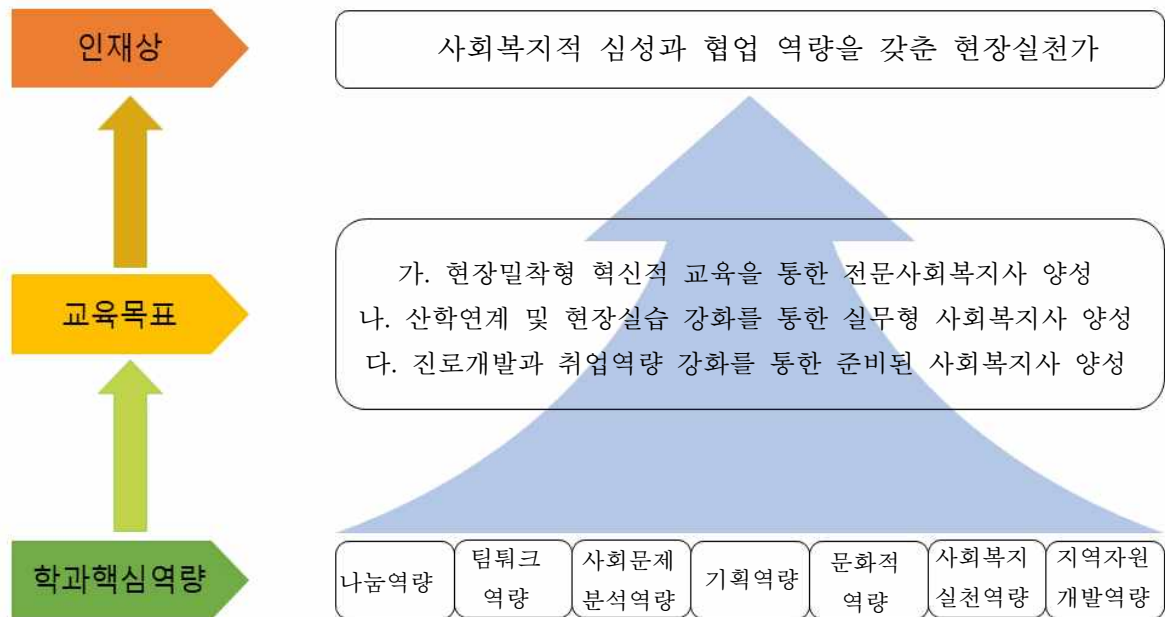 인재상
사회복지적 심성과 협업 역량을 갖춘 현장실천가
교육목표
가. 현장밀착형 혁신적 교육을 통한 전문사회복지사 양성
나. 산학연계 및 현장실습 강화를 통한 실무형 사회복지사 양성
다. 진로개발과 취업역량 강화를 통한 준비된 사회복지사 양성
학과핵심역량
나눔역량
팀퉈크
역량
사회문제
분석역량
기획역량
문화적
역량
사회복지
실천역량
지역자원
개발역량